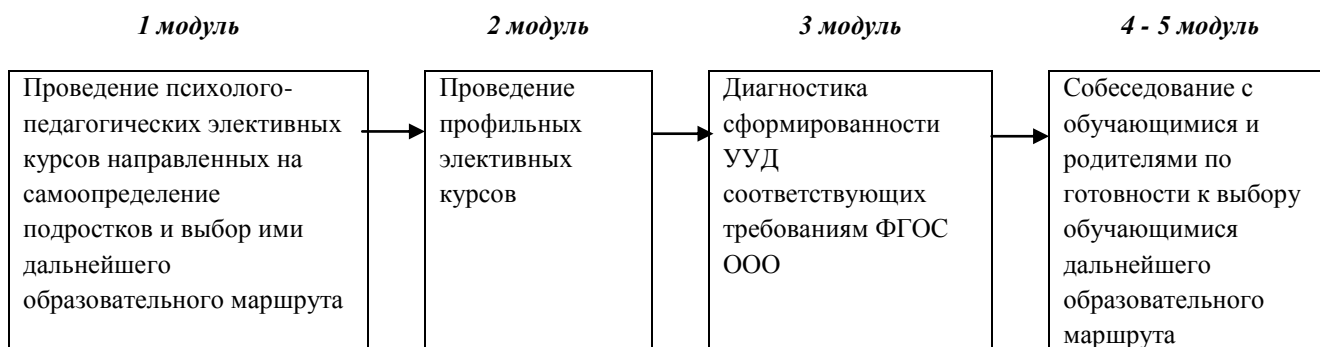 1 модуль
Проведение психолого-
педагогических элективных
курсов направленных на
самоопределение
подростков и выбор ими
дальнейшего
образовательного маршрута
2 модуль
Проведение
профильных
элективных
курсов
3 модуль
Диагностика
сформированности
УУД
соответствующих
требованиям ФГОС
ООО
4 - 5 модуль
Собеседование с
обучающимися и
родителями по
готовности к выбору
обучающимися
дальнейшего
образовательного
маршрута